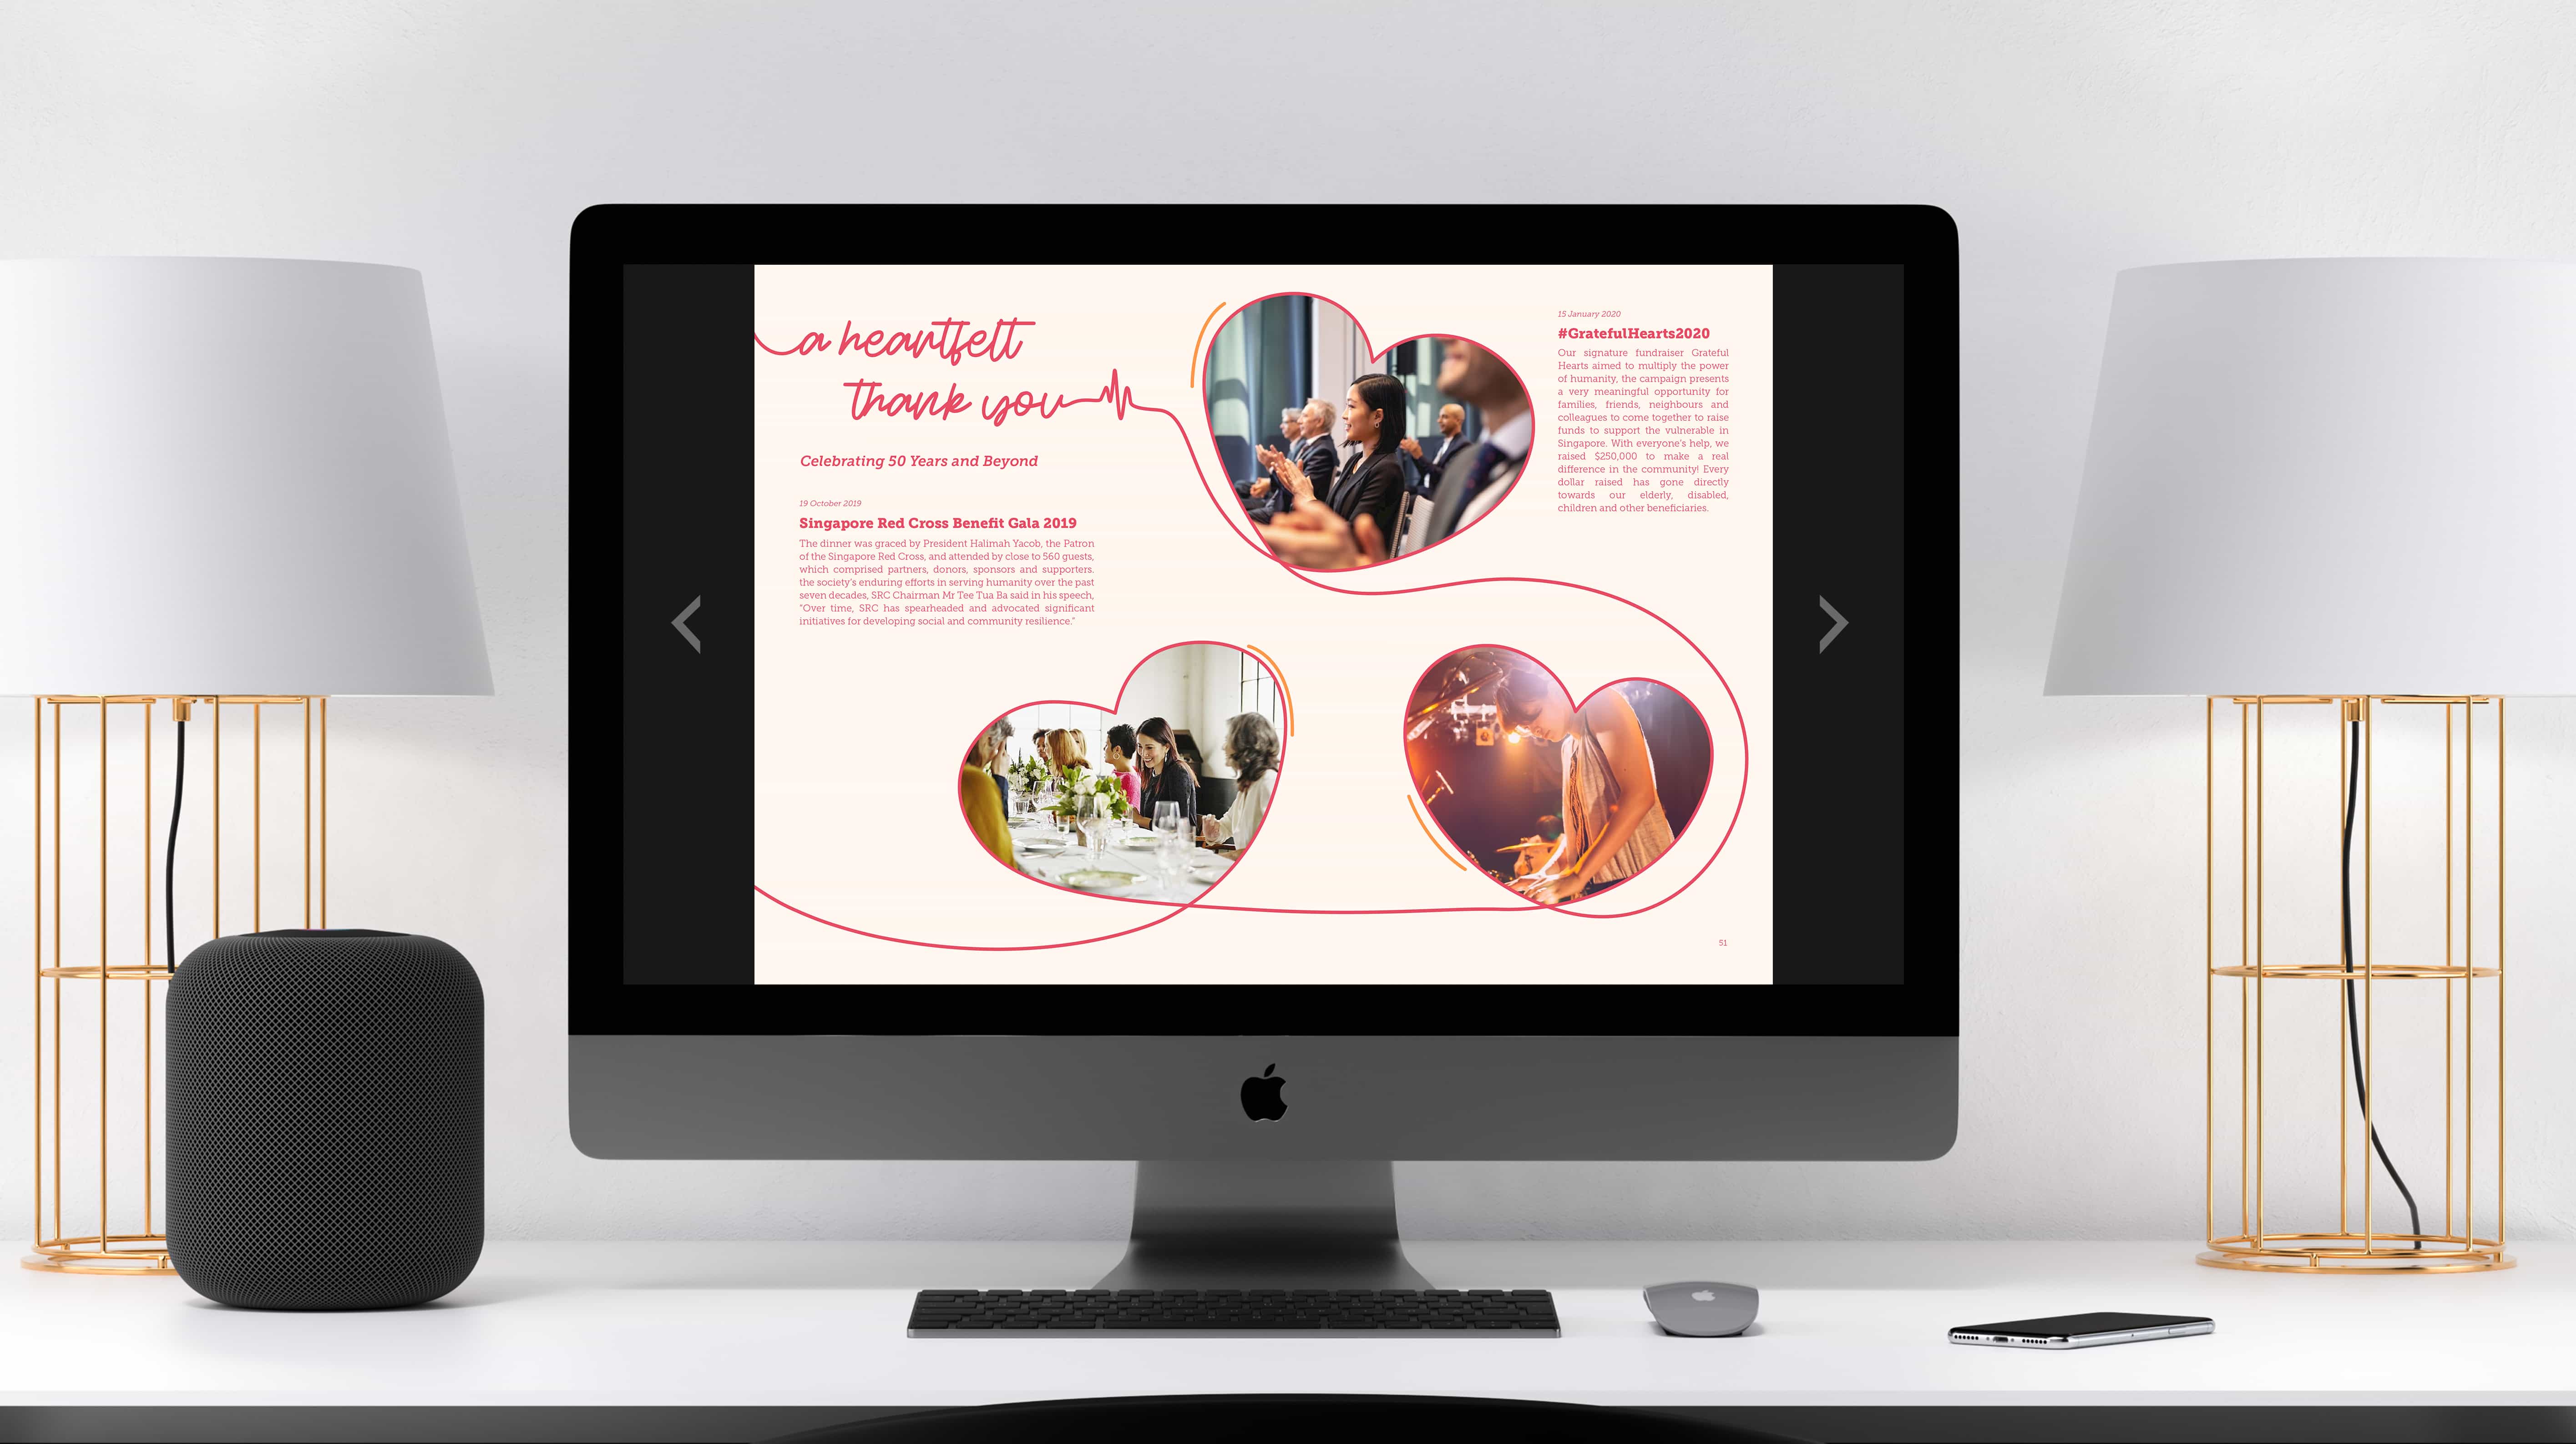 a heartfelt
thank you
Celebrating 50 Years and Beyond
19 October 2019
Singapore Red Cross Benefit Gala 2019
The dinner was graced by President Halimah Yacob, the Patron
of the Singapore Red Cross, and attended by close to 560 guests,
which comprised partners, donors, sponsors and supporters.
the society's enduring efforts in serving humanity over the past
seven decades, SRC Chairman Mr Tee Tua Ba said in his speech,
"Over time, SRC has spearheaded and advocated significant
initiatives for developing social and community resilience."
15 January 2020
#GratefulHearts2020
Our signature fundraiser Grateful
Hearts aimed to multiply the power
of humanity, the campaign presents
a very meaningful opportunity for
families, friends, neighbours and
colleagues to come together to raise
funds to support the vulnerable in
Singapore. With everyone's help, we
raised $250,000 to make a real
difference in the community! Every
dollar raised has gone directly
towards our elderly, disabled,
children and other beneficiaries.
51